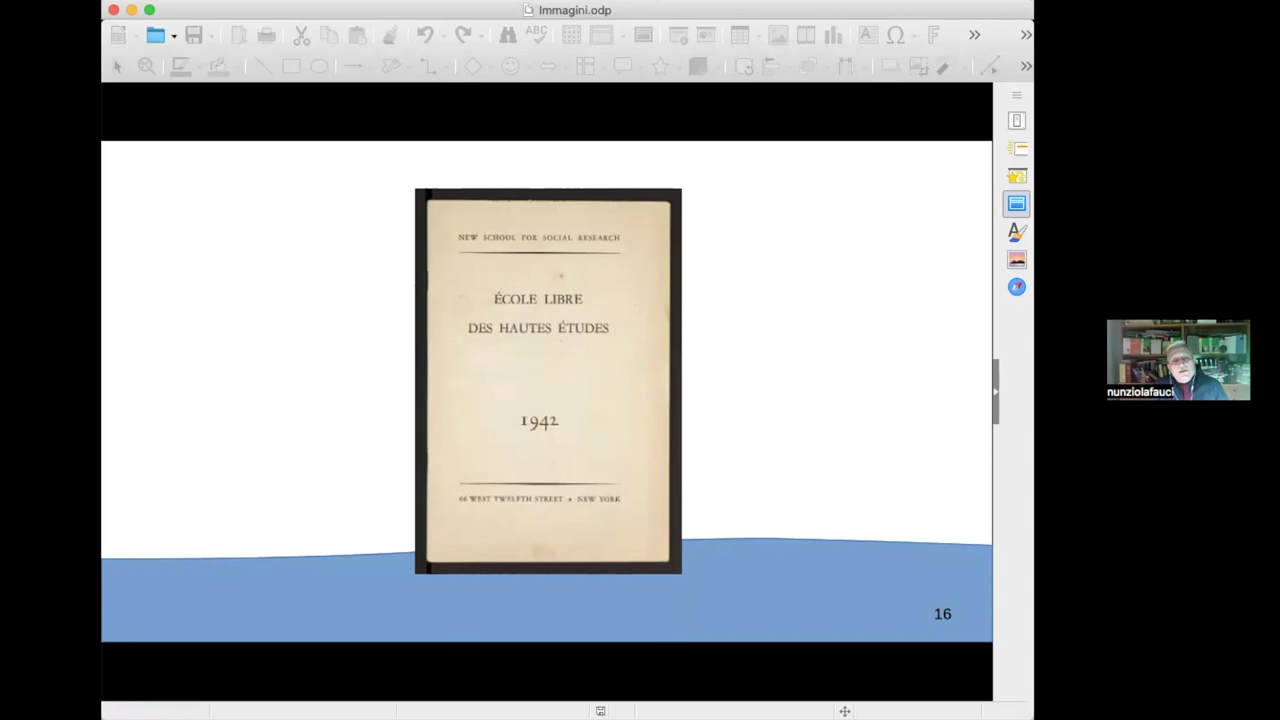 Immagini.odp
ABC
NEW SCHOOL FOR SOCIAL RESEARCH
ÉCOLE LIBRE
DES HAUTES ÉTUDES
1942
66 WEST TWELFTH STREET • NEW YORK
16
nunziolafauci